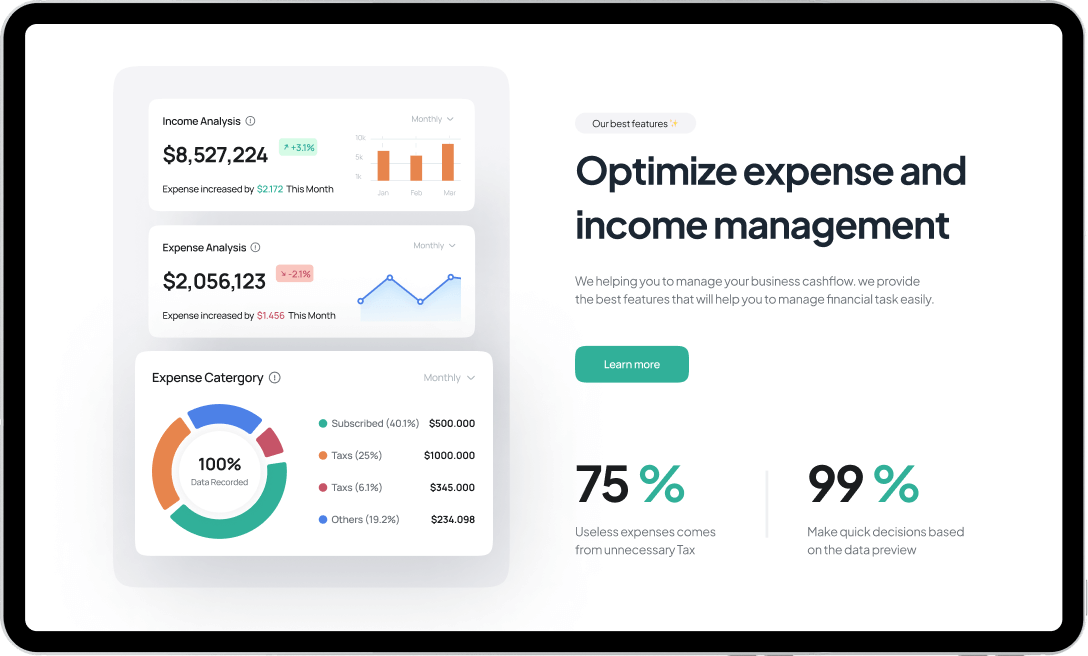 Income Analysis
Monthly
$8,527,224
+3.1%
Expense increased by $2.172 This Month
10k
5k
1k
Jan Feb Mar
Expense Analysis
Monthly
$2,056,123
-2.1%
Expense increased by $1.456 This Month
Expense Catergory
Monthly
100%
Data Recorded
Subscribed (40.1%) $500.000
Taxs (25%) $1000.000
Taxs (6.1%) $345.000
Others (19.2%) $234.098
Our best features✨
Optimize expense and
income management
We helping you to manage your business cashflow. we provide
the best features that will help you to manage financial task easily.
Learn more
75 %
Useless expenses comes
from unnecessary Tax
99 %
Make quick decisions based
on the data preview